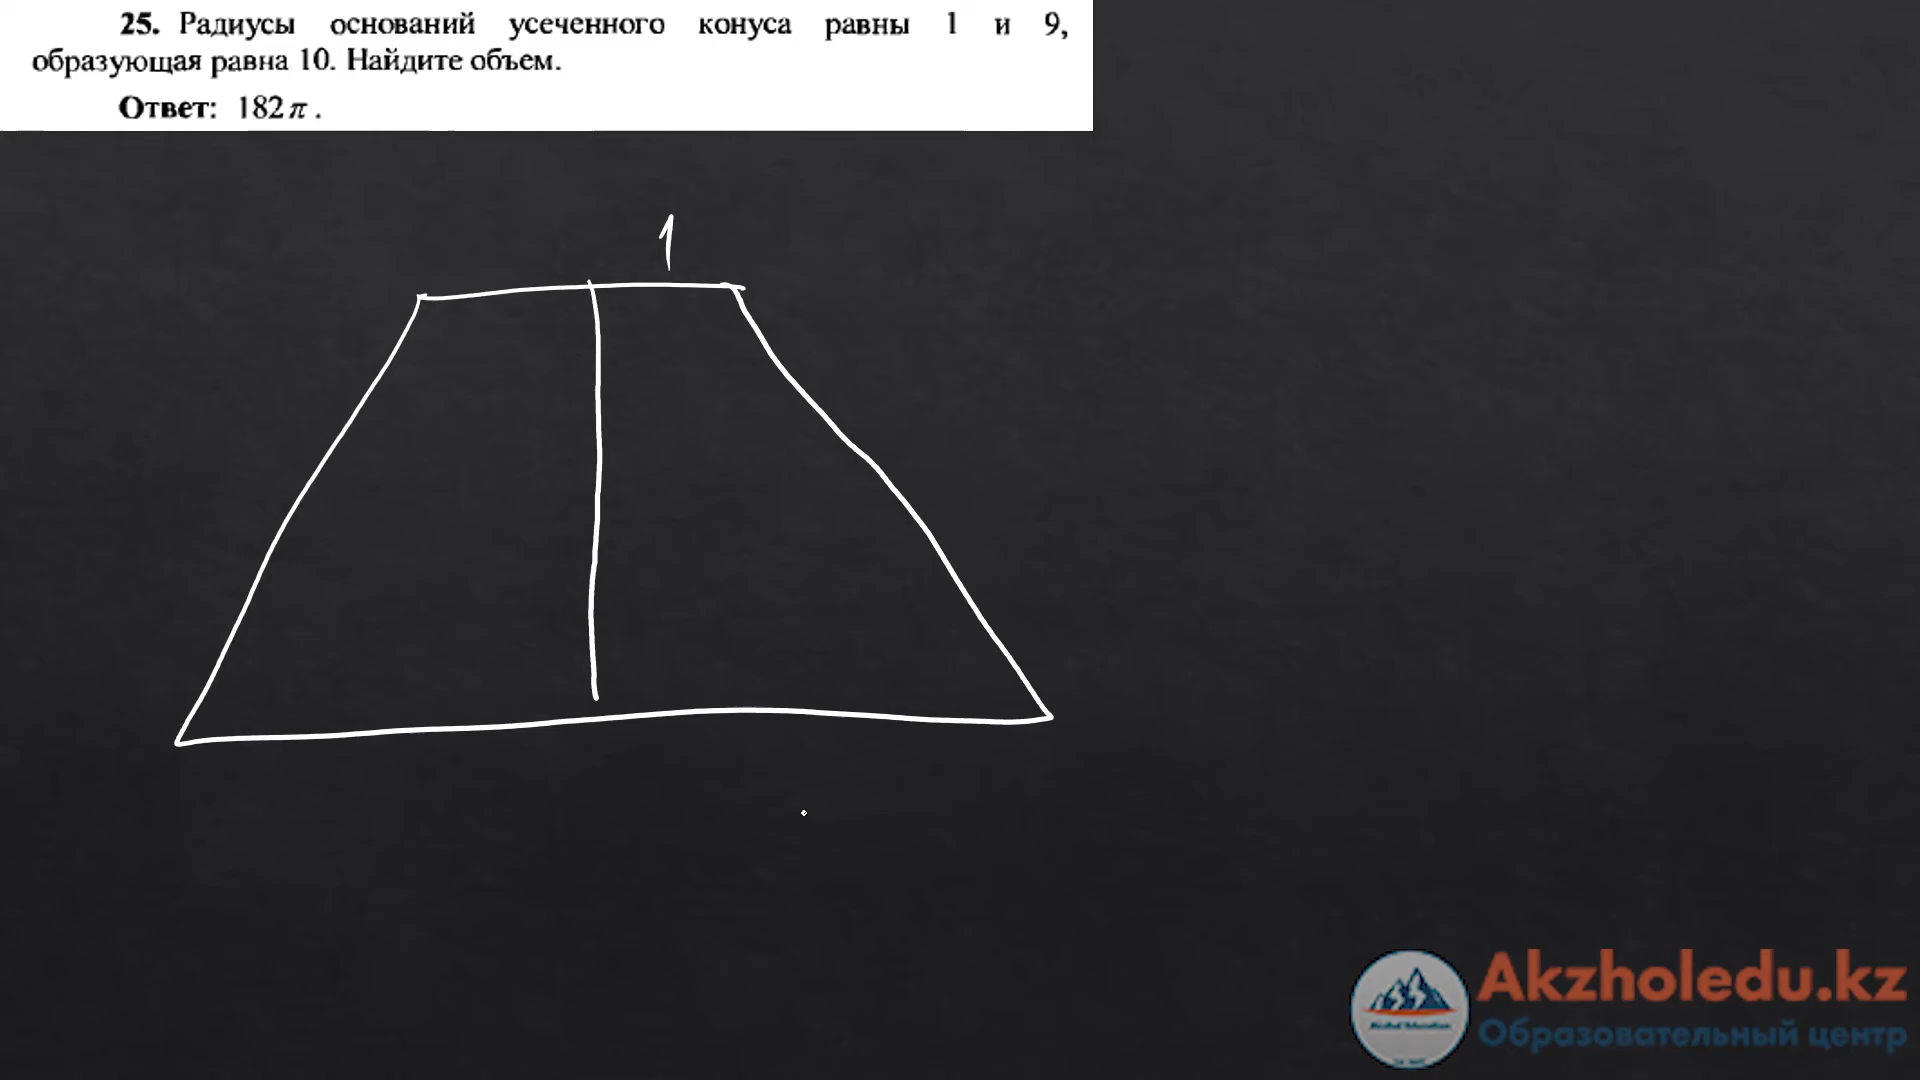 25. Радиусы оснований усеченного конуса равны 1 и 9,
образующая равна 10. Найдите объем.
Ответ: 182π.
1
Akzholedu.kz
Образовательный центр